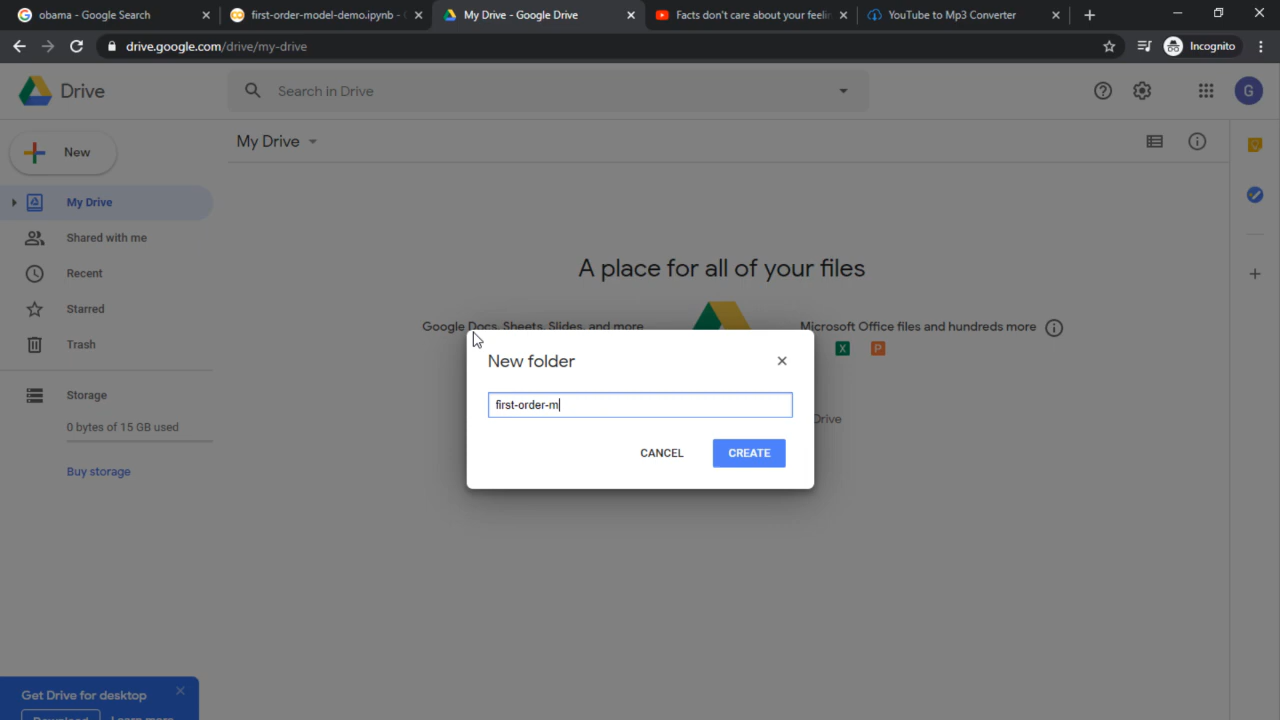 obama - Google Search
first-order-model-demo.ipynb -
My Drive - Google Drive
Facts don't care about your feelin
YouTube to Mp3 Converter
drive.google.com/drive/my-drive
Incognito
Drive
Search in Drive
G
New
My Drive
My Drive
Shared with me
Recent
Starred
Trash
Storage
0 bytes of 15 GB used
Buy storage
A place for all of your files
Google Docs, Sheets, Slides, and more
Microsoft Office files and hundreds more
X
P
Drive
New folder
first-order-m
CANCEL
CREATE
Get Drive for desktop
Download
Learn more